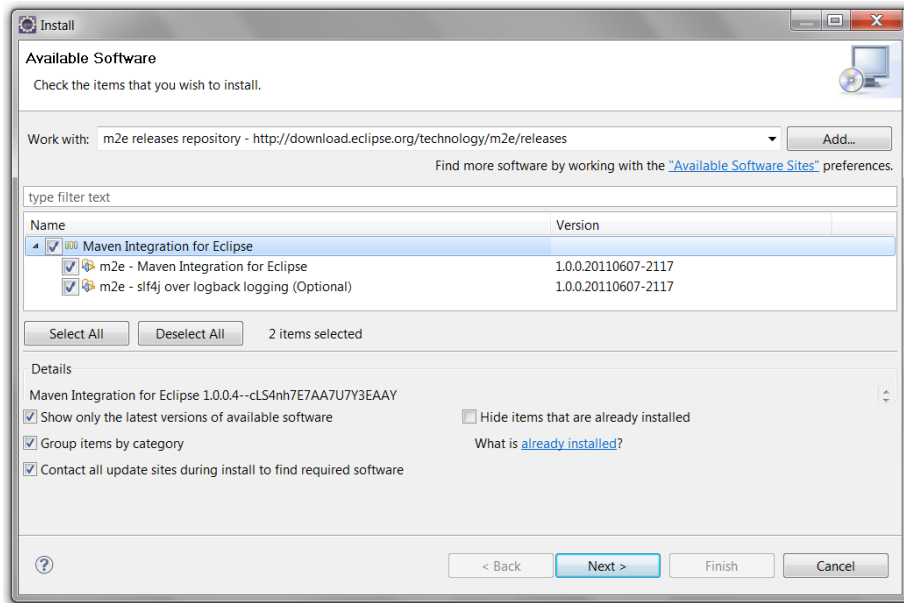 Install
Available Software
Check the items that you wish to install.
Work with: m2e releases repository - http://download.eclipse.org/technology/m2e/releases Add...
Find more software by working with the "Available Software Sites" preferences.
type filter text
Name Version
Maven Integration for Eclipse
m2e - Maven Integration for Eclipse 1.0.0.20110607-2117
m2e - slf4j over logback logging (Optional) 1.0.0.20110607-2117
Select All Deselect All 2 items selected
Details
Maven Integration for Eclipse 1.0.0.4--cLS4nh7E7AA7U7Y3EAAY
Show only the latest versions of available software Hide items that are already installed
Group items by category What is already installed?
Contact all update sites during install to find required software
< Back Next > Finish Cancel